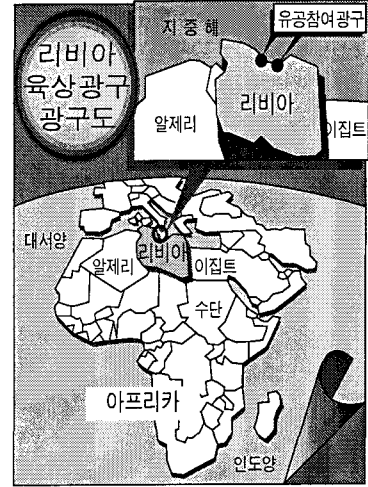 리비아
육상광구
광구도
지중해
유공참여광구
리비아
알제리
이집트
대서양
알제리
리비아
이집트
수단
아프리카
인도양